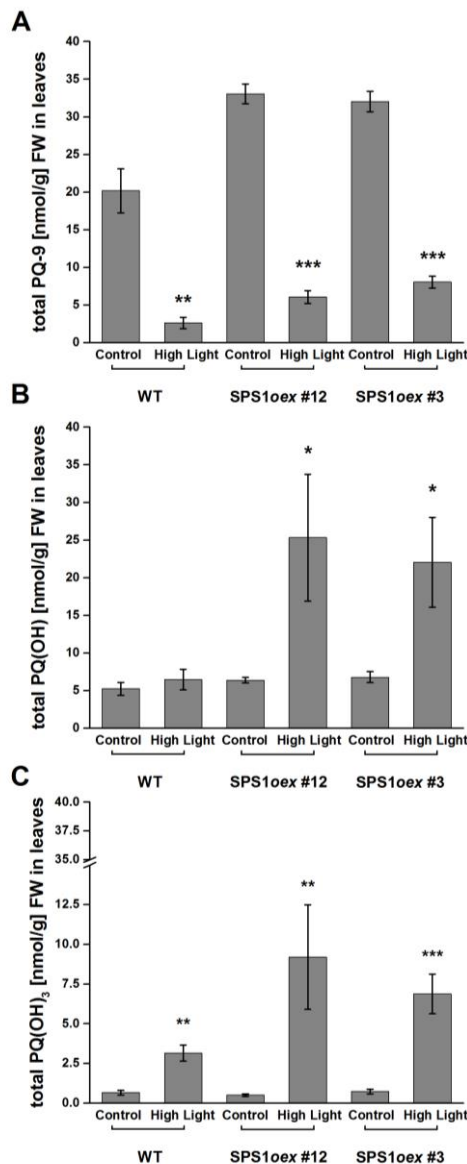 A
total PQ-9 [nmol/g] FW in leaves
40
35
30
25
20
15
10
5
0
** *** ***
Control High Light Control High Light Control High Light
WT SPS1oex #12 SPS1oex #3
B
total PQ(OH) [nmol/g] FW in leaves
40
35
30
25
20
15
10
5
0
* *
Control High Light Control High Light Control High Light
WT SPS1oex #12 SPS1oex #3
C
total PQ(OH)₃ [nmol/g] FW in leaves
40.0
37.5
35.0
12.5
10.0
7.5
5.0
2.5
0.0
** ** ***
Control High Light Control High Light Control High Light
WT SPS1oex #12 SPS1oex #3